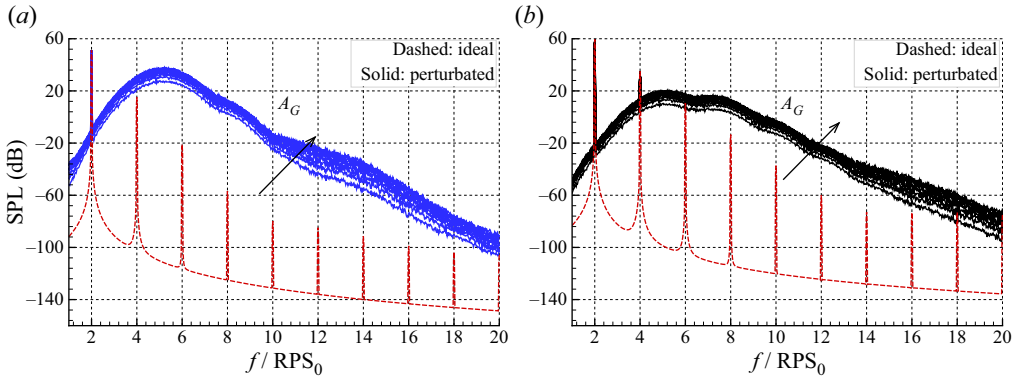 (a)
60
20
−20
−60
−100
−140
SPL (dB)
Dashed: ideal
Solid: perturbated
A_G
2 4 6 8 10 12 14 16 18 20
f / RPS₀
(b)
60
20
−20
−60
−100
−140
Dashed: ideal
Solid: perturbated
A_G
2 4 6 8 10 12 14 16 18 20
f / RPS₀